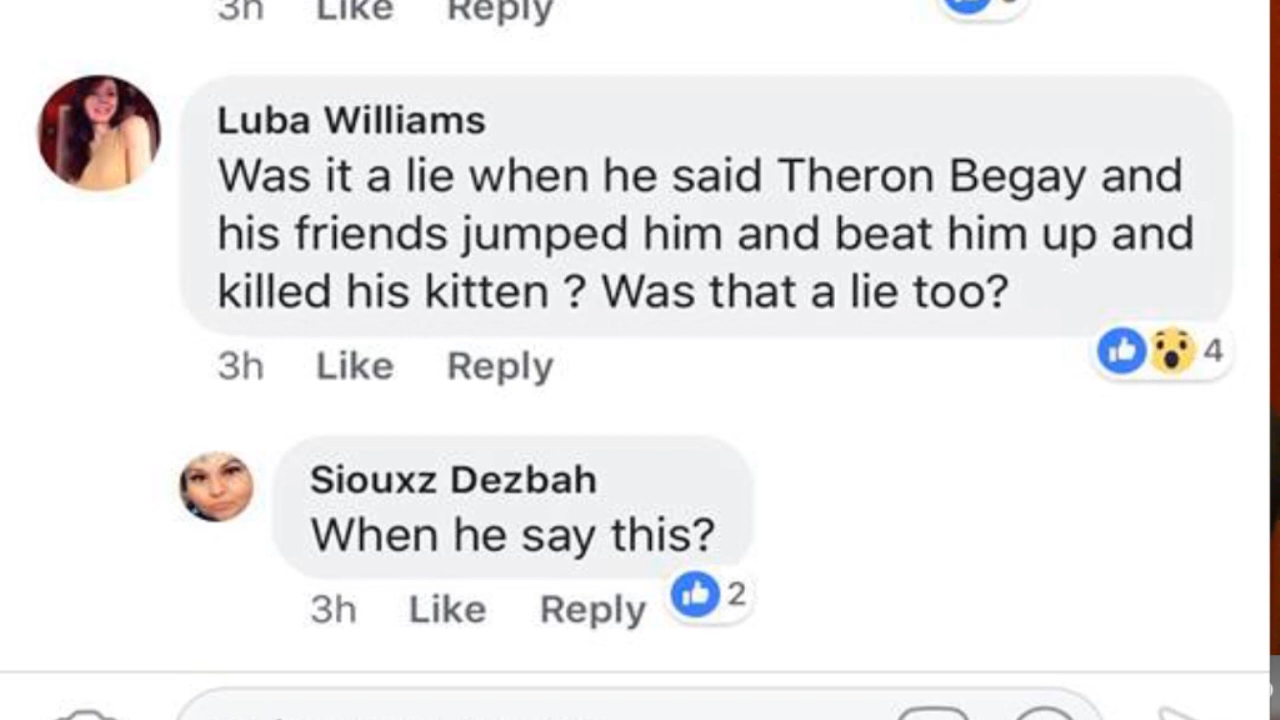 3h Like Reply
Luba Williams
Was it a lie when he said Theron Begay and
his friends jumped him and beat him up and
killed his kitten ? Was that a lie too?
3h Like Reply 4
Siouxz Dezbah
When he say this?
3h Like Reply 2